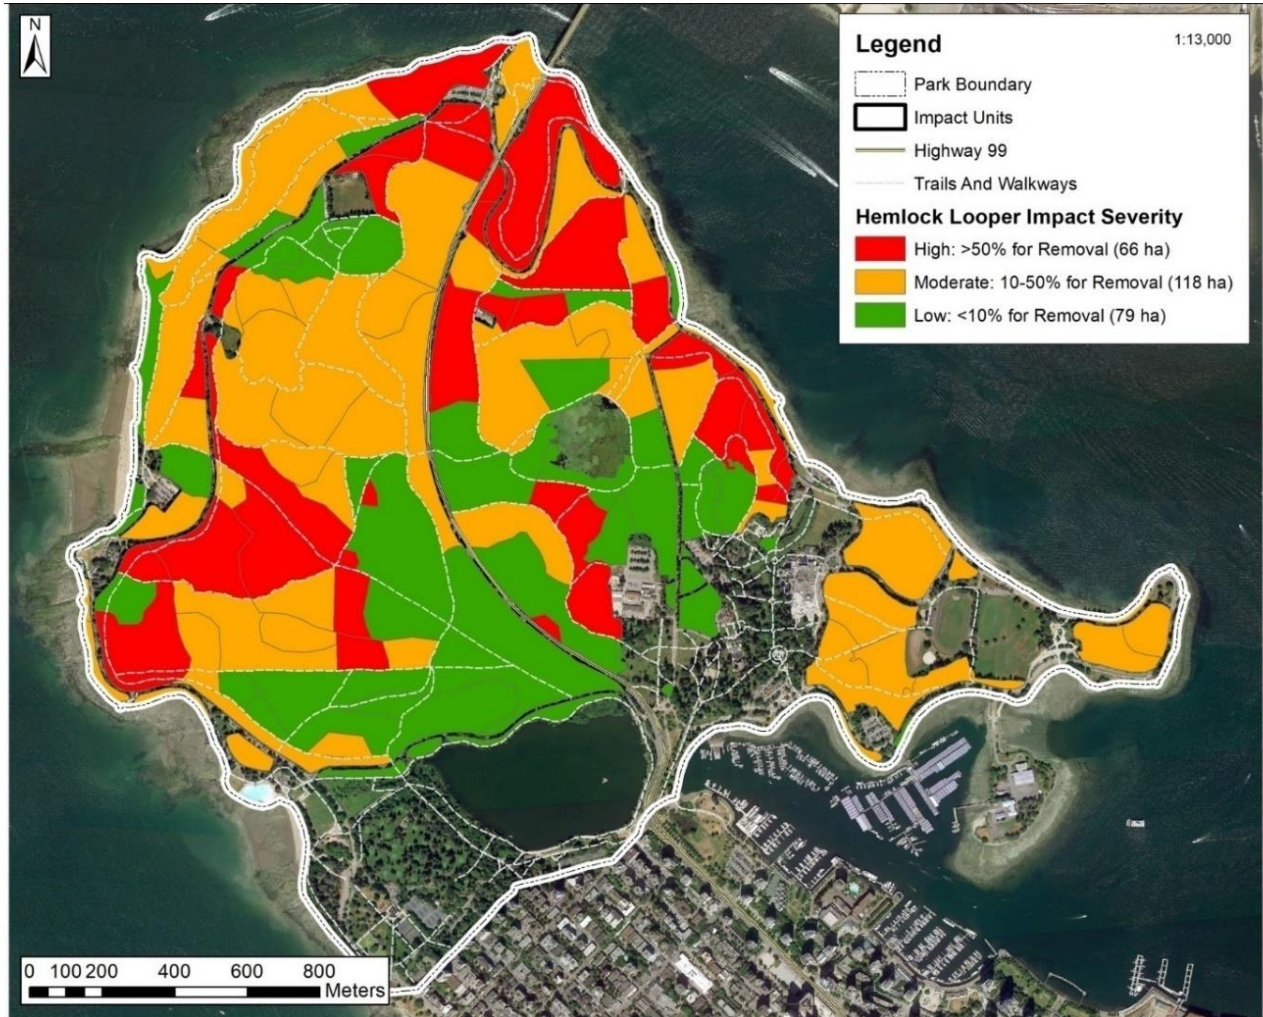 N
Legend
1:13,000
Park Boundary
Impact Units
Highway 99
Trails And Walkways
Hemlock Looper Impact Severity
High: >50% for Removal (66 ha)
Moderate: 10-50% for Removal (118 ha)
Low: <10% for Removal (79 ha)
0 100 200 400 600 800
Meters